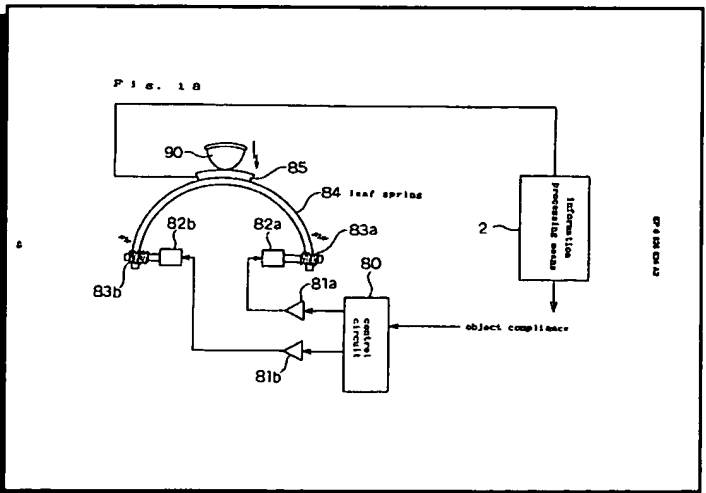 Fig. 18
90
85
84 leaf spring
82b
82a
83a
83b
2
information
processing means
80
81a
control
circuit
object compliance
81b